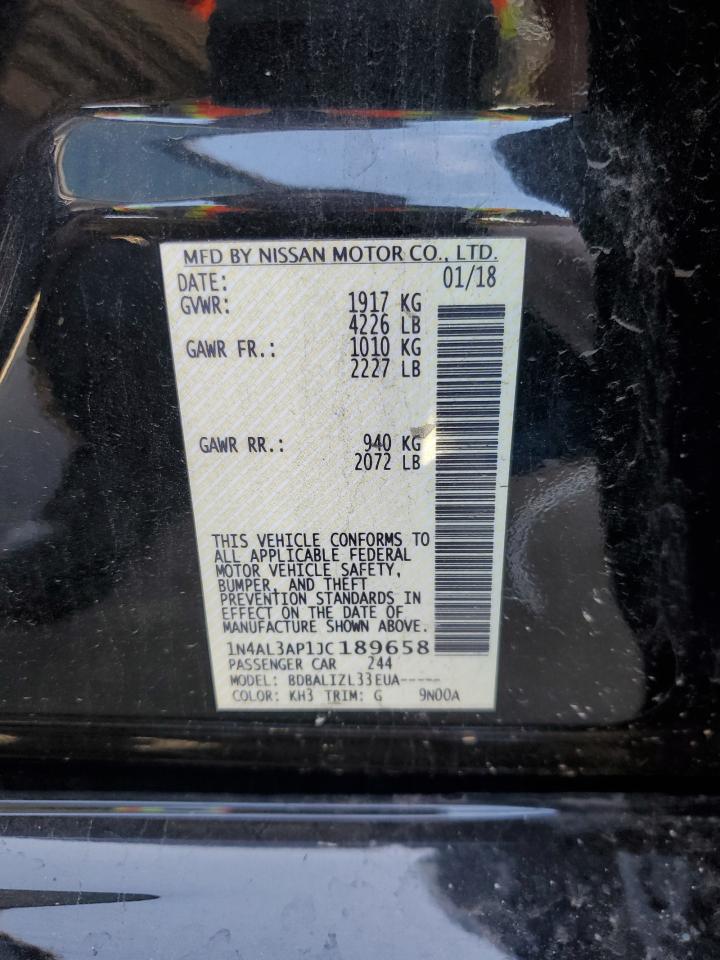 MFD BY NISSAN MOTOR CO., LTD.
DATE: 01/18
GVWR: 1917 KG
4226 LB
GAWR FR.: 1010 KG
2227 LB
GAWR RR.: 940 KG
2072 LB
THIS VEHICLE CONFORMS TO
ALL APPLICABLE FEDERAL
MOTOR VEHICLE SAFETY,
BUMPER, AND THEFT
PREVENTION STANDARDS IN
EFFECT ON THE DATE OF
MANUFACTURE SHOWN ABOVE.
1N4AL3AP1JC189658
PASSENGER CAR 244
MODEL: BDBALIZL33EUA-----
COLOR: KH3 TRIM: G 9N00A